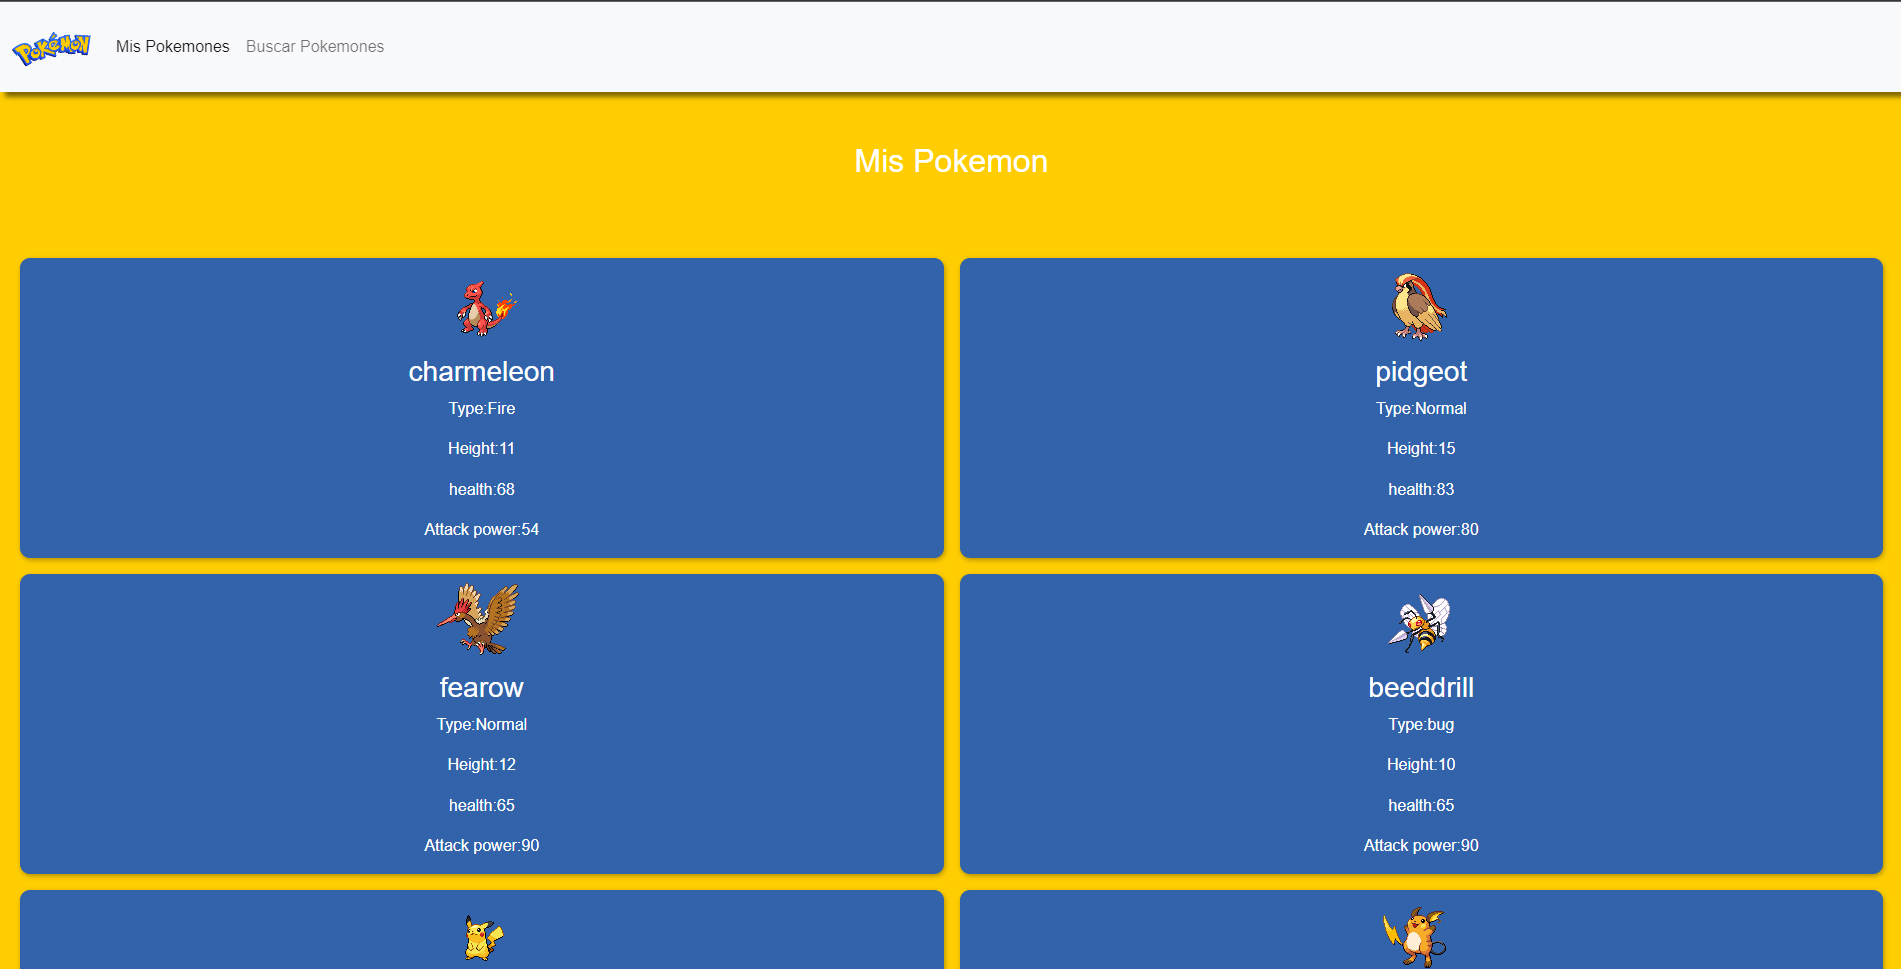 Pokémon
Mis Pokemones
Buscar Pokemones
Mis Pokemon
charmeleon
Type:Fire
Height:11
health:68
Attack power:54
pidgeot
Type:Normal
Height:15
health:83
Attack power:80
fearow
Type:Normal
Height:12
health:65
Attack power:90
beeddrill
Type:bug
Height:10
health:65
Attack power:90